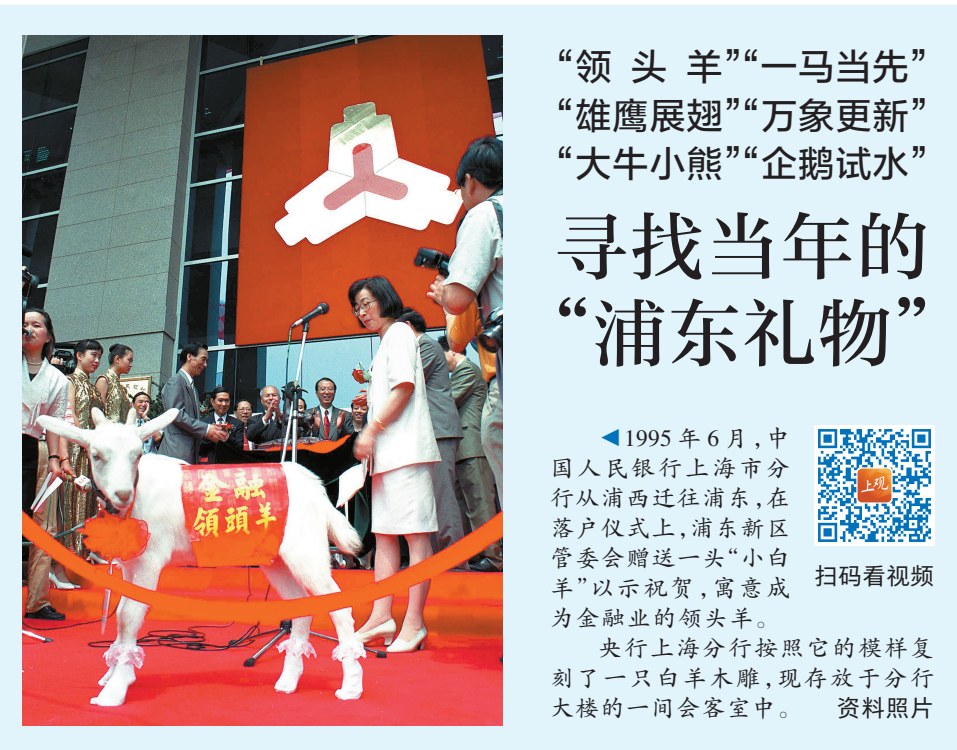 “领头羊”“一马当先”
“雄鹰展翅”“万象更新”
“大牛小熊”“企鹅试水”
寻找当年的
“浦东礼物”
◀1995年6月,中
国人民银行上海市分
行从浦西迁往浦东,在
落户仪式上,浦东新区
管委会赠送一头“小白
羊”以示祝贺,寓意成
为金融业的领头羊。
央行上海分行按照它的模样复
刻了一只白羊木雕,现存放于分行
大楼的一间会客室中。 资料照片
上观
扫码看视频
金融
領頭羊